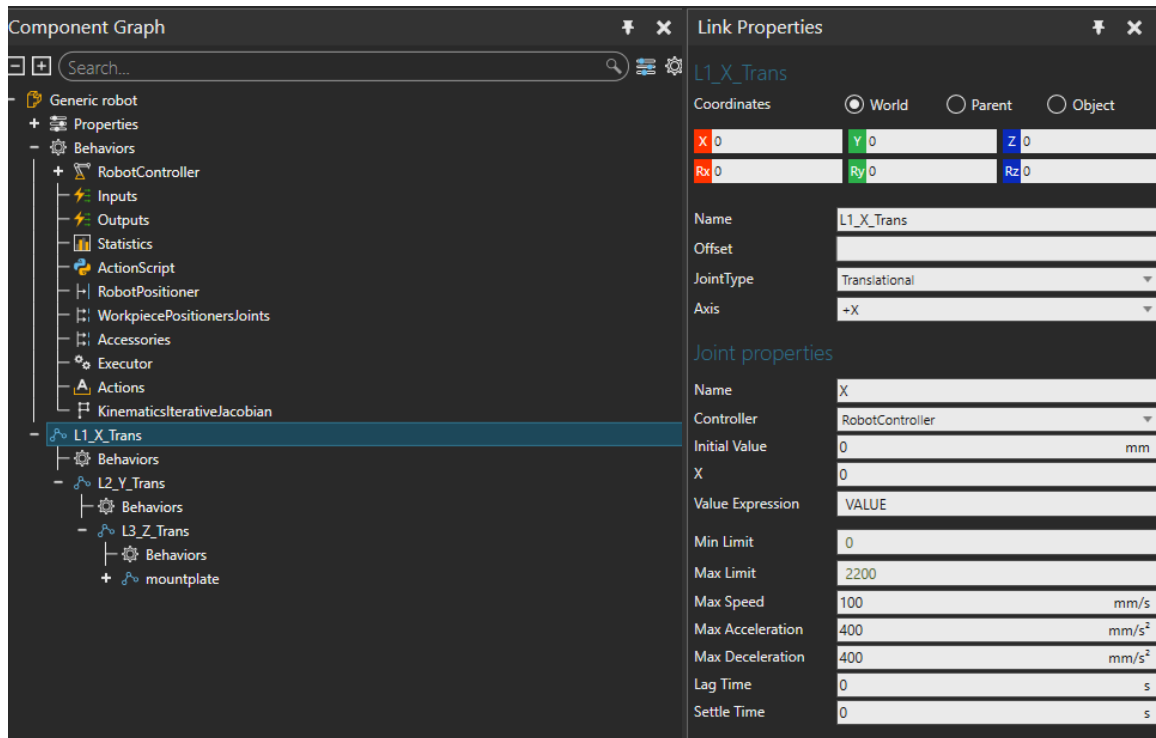 Component Graph
Search...
Generic robot
Properties
Behaviors
RobotController
Inputs
Outputs
Statistics
ActionScript
RobotPositioner
WorkpiecePositionersJoints
Accessories
Executor
Actions
KinematicsIterativeJacobian
L1_X_Trans
Behaviors
L2_Y_Trans
Behaviors
L3_Z_Trans
Behaviors
mountplate
Link Properties
L1_X_Trans
Coordinates World Parent Object
X 0 Y 0 Z 0
Rx 0 Ry 0 Rz 0
Name L1_X_Trans
Offset
JointType Translational
Axis +X
Joint properties
Name X
Controller RobotController
Initial Value 0 mm
X 0
Value Expression VALUE
Min Limit 0
Max Limit 2200
Max Speed 100 mm/s
Max Acceleration 400 mm/s²
Max Deceleration 400 mm/s²
Lag Time 0 s
Settle Time 0 s